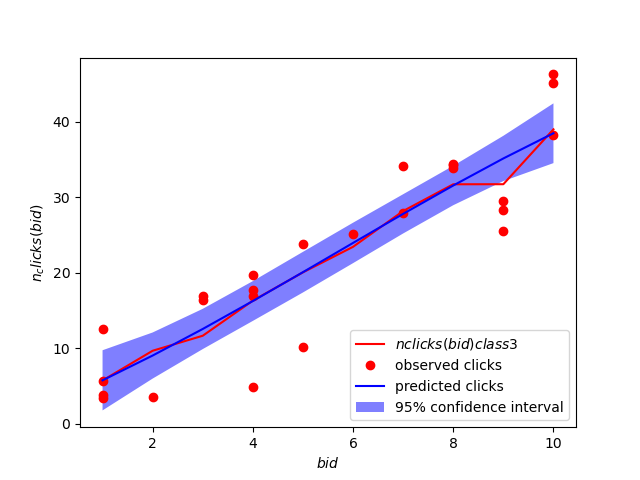 n_clicks(bid)
40
30
20
10
0
2
4
6
8
10
bid
nclicks(bid)class3
observed clicks
predicted clicks
95% confidence interval